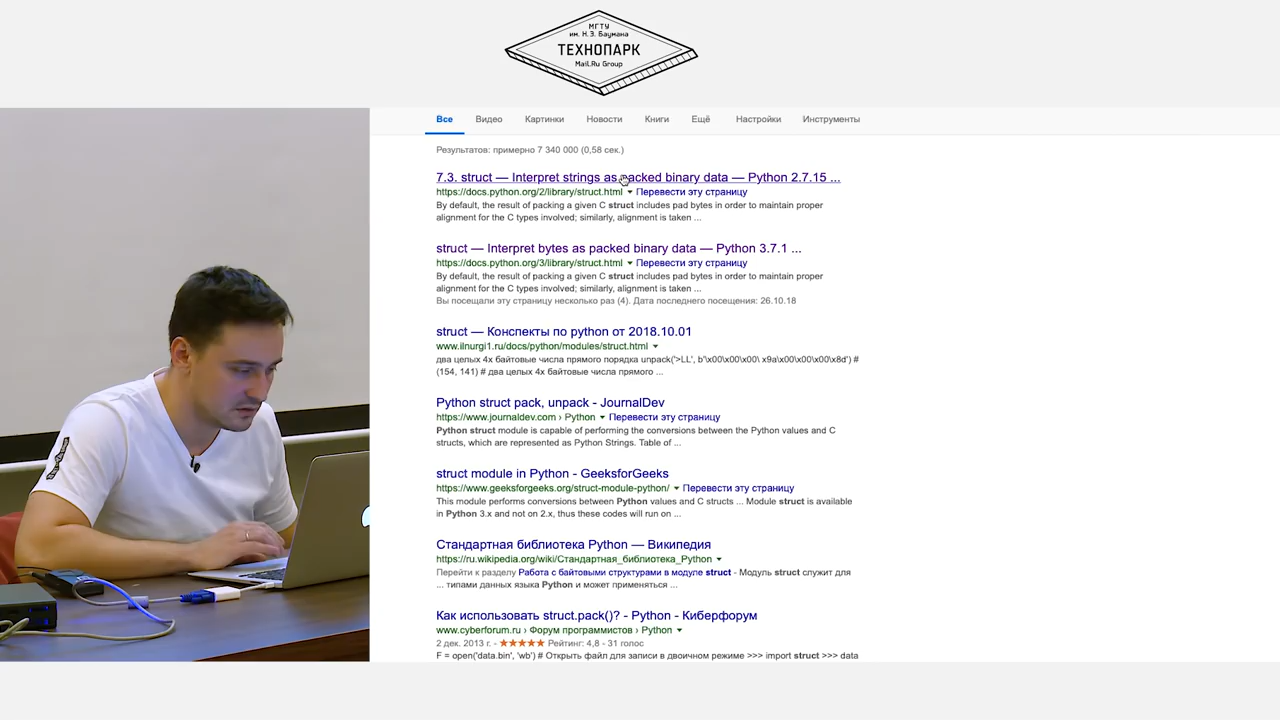 МГТУ
им. Н.Э. Баумана
ТЕХНОПАРК
Mail.Ru Group
Все Видео Картинки Новости Книги Ещё Настройки Инструменты
Результатов: примерно 7 340 000 (0,58 сек.)
7.3. struct — Interpret strings as packed binary data — Python 2.7.15 ...
https://docs.python.org/2/library/struct.html ▼ Перевести эту страницу
By default, the result of packing a given C struct includes pad bytes in order to maintain proper
alignment for the C types involved; similarly, alignment is taken ...
struct — Interpret bytes as packed binary data — Python 3.7.1 ...
https://docs.python.org/3/library/struct.html ▼ Перевести эту страницу
By default, the result of packing a given C struct includes pad bytes in order to maintain proper
alignment for the C types involved; similarly, alignment is taken ...
Вы посещали эту страницу несколько раз (4). Дата последнего посещения: 26.10.18
struct — Конспекты по python от 2018.10.01
www.ilnurgi1.ru/docs/python/modules/struct.html ▼
два целых 4х байтовые числа прямого порядка unpack('>LL', b'\x00\x00\x00\ x9a\x00\x00\x00\x8d') #
(154, 141) # два целых 4х байтовые числа прямого ...
Python struct pack, unpack - JournalDev
https://www.journaldev.com › Python ▼ Перевести эту страницу
Python struct module is capable of performing the conversions between the Python values and C
structs, which are represented as Python Strings. Table of ...
struct module in Python - GeeksforGeeks
https://www.geeksforgeeks.org/struct-module-python/ ▼ Перевести эту страницу
This module performs conversions between Python values and C structs ... Module struct is available
in Python 3.x and not on 2.x, thus these codes will run on ...
Стандартная библиотека Python — Википедия
https://ru.wikipedia.org/wiki/Стандартная_библиотека_Python ▼
Перейти к разделу Работа с байтовыми структурами в модуле struct - Модуль struct служит для
... типами данных языка Python и может применяться ...
Как использовать struct.pack()? - Python - Киберфорум
www.cyberforum.ru › Форум программистов › Python ▼
2 дек. 2013 г. - ★★★★★ Рейтинг: 4,8 - 31 голос
F = open('data.bin', 'wb') # Открыть файл для записи в двоичном режиме >>> import struct >>> data